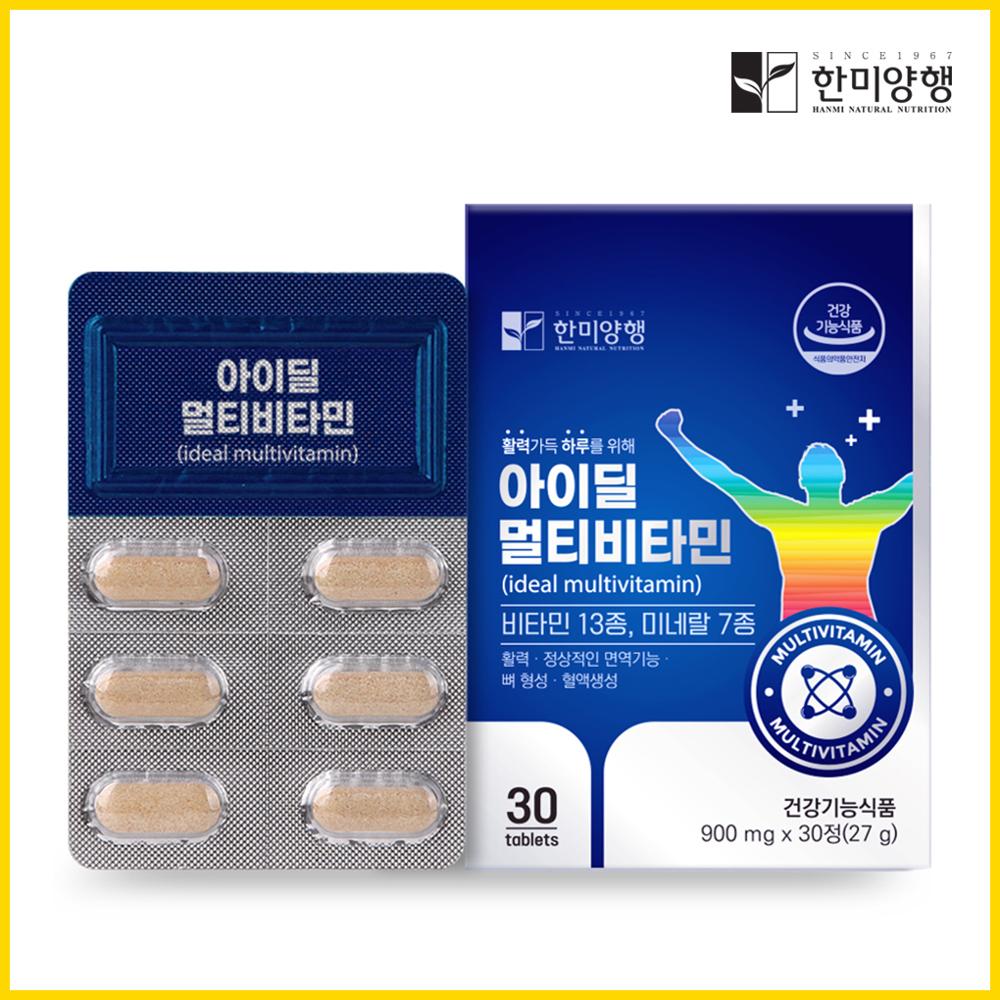 SINCE1967
한미양행
HANMI NATURAL NUTRITION
아이딜
멀티비타민
(ideal multivitamin)
SINCE1967
한미양행
HANMI NATURAL NUTRITION
건강
기능식품
식품의약품안전처
활력가득 하루를 위해
아이딜
멀티비타민
(ideal multivitamin)
비타민 13종, 미네랄 7종
활력 · 정상적인 면역기능 ·
뼈 형성 · 혈액생성
MULTIVITAMIN
MULTIVITAMIN
30
tablets
건강기능식품
900 mg x 30정(27 g)